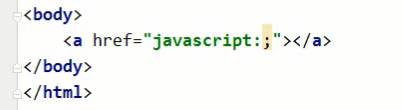 <body>
<a href="javascript:;"></a>
</body>
</html>